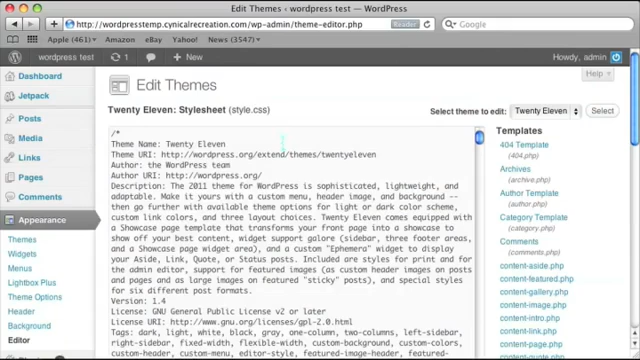 Edit Themes ‹ wordpress test — WordPress
http://wordpresstemp.cynicalrecreation.com/wp-admin/theme-editor.php
Reader
Google
Apple (461)
Amazon
Yahoo!
News (3547)
wordpress test
1
New
Howdy, admin
Help
Dashboard
Jetpack
Posts
Media
Links
Pages
Comments
Appearance
Themes
Widgets
Menus
Lightbox Plus
Theme Options
Header
Background
Editor
Edit Themes
Twenty Eleven: Stylesheet (style.css)
Select theme to edit: Twenty Eleven Select
/*
Theme Name: Twenty Eleven
Theme URI: http://wordpress.org/extend/themes/twentyeleven
Author: the WordPress team
Author URI: http://wordpress.org/
Description: The 2011 theme for WordPress is sophisticated, lightweight, and
adaptable. Make it yours with a custom menu, header image, and background --
then go further with available theme options for light or dark color scheme,
custom link colors, and three layout choices. Twenty Eleven comes equipped with
a Showcase page template that transforms your front page into a showcase to
show off your best content, widget support galore (sidebar, three footer areas,
and a Showcase page widget area), and a custom "Ephemera" widget to display
your Aside, Link, Quote, or Status posts. Included are styles for print and for
the admin editor, support for featured images (as custom header images on posts
and pages and as large images on featured "sticky" posts), and special styles
for six different post formats.
Version: 1.4
License: GNU General Public License v2 or later
License URI: http://www.gnu.org/licenses/gpl-2.0.html
Tags: dark, light, white, black, gray, one-column, two-columns, left-sidebar,
right-sidebar, fixed-width, flexible-width, custom-background, custom-colors,
custom-header, custom-menu, editor-style, featured-image-header, featured-
Templates
404 Template
(404.php)
Archives
(archive.php)
Author Template
(author.php)
Category Template
(category.php)
Comments
(comments.php)
content-aside.php
content-featured.php
content-gallery.php
content-image.php
content-intro.php
content-link.php
content-page.php